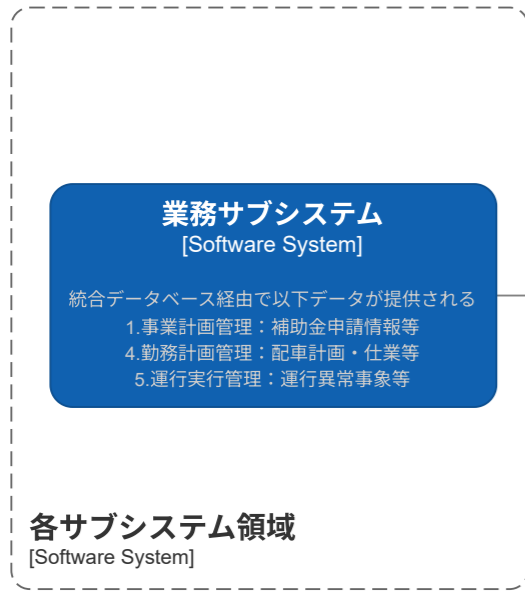 業務サブシステム
[Software System]
統合データベース経由で以下データが提供される
1.事業計画管理：補助金申請情報等
4.勤務計画管理：配車計画・仕業等
5.運行実行管理：運行異常事象等
各サブシステム領域
[Software System]